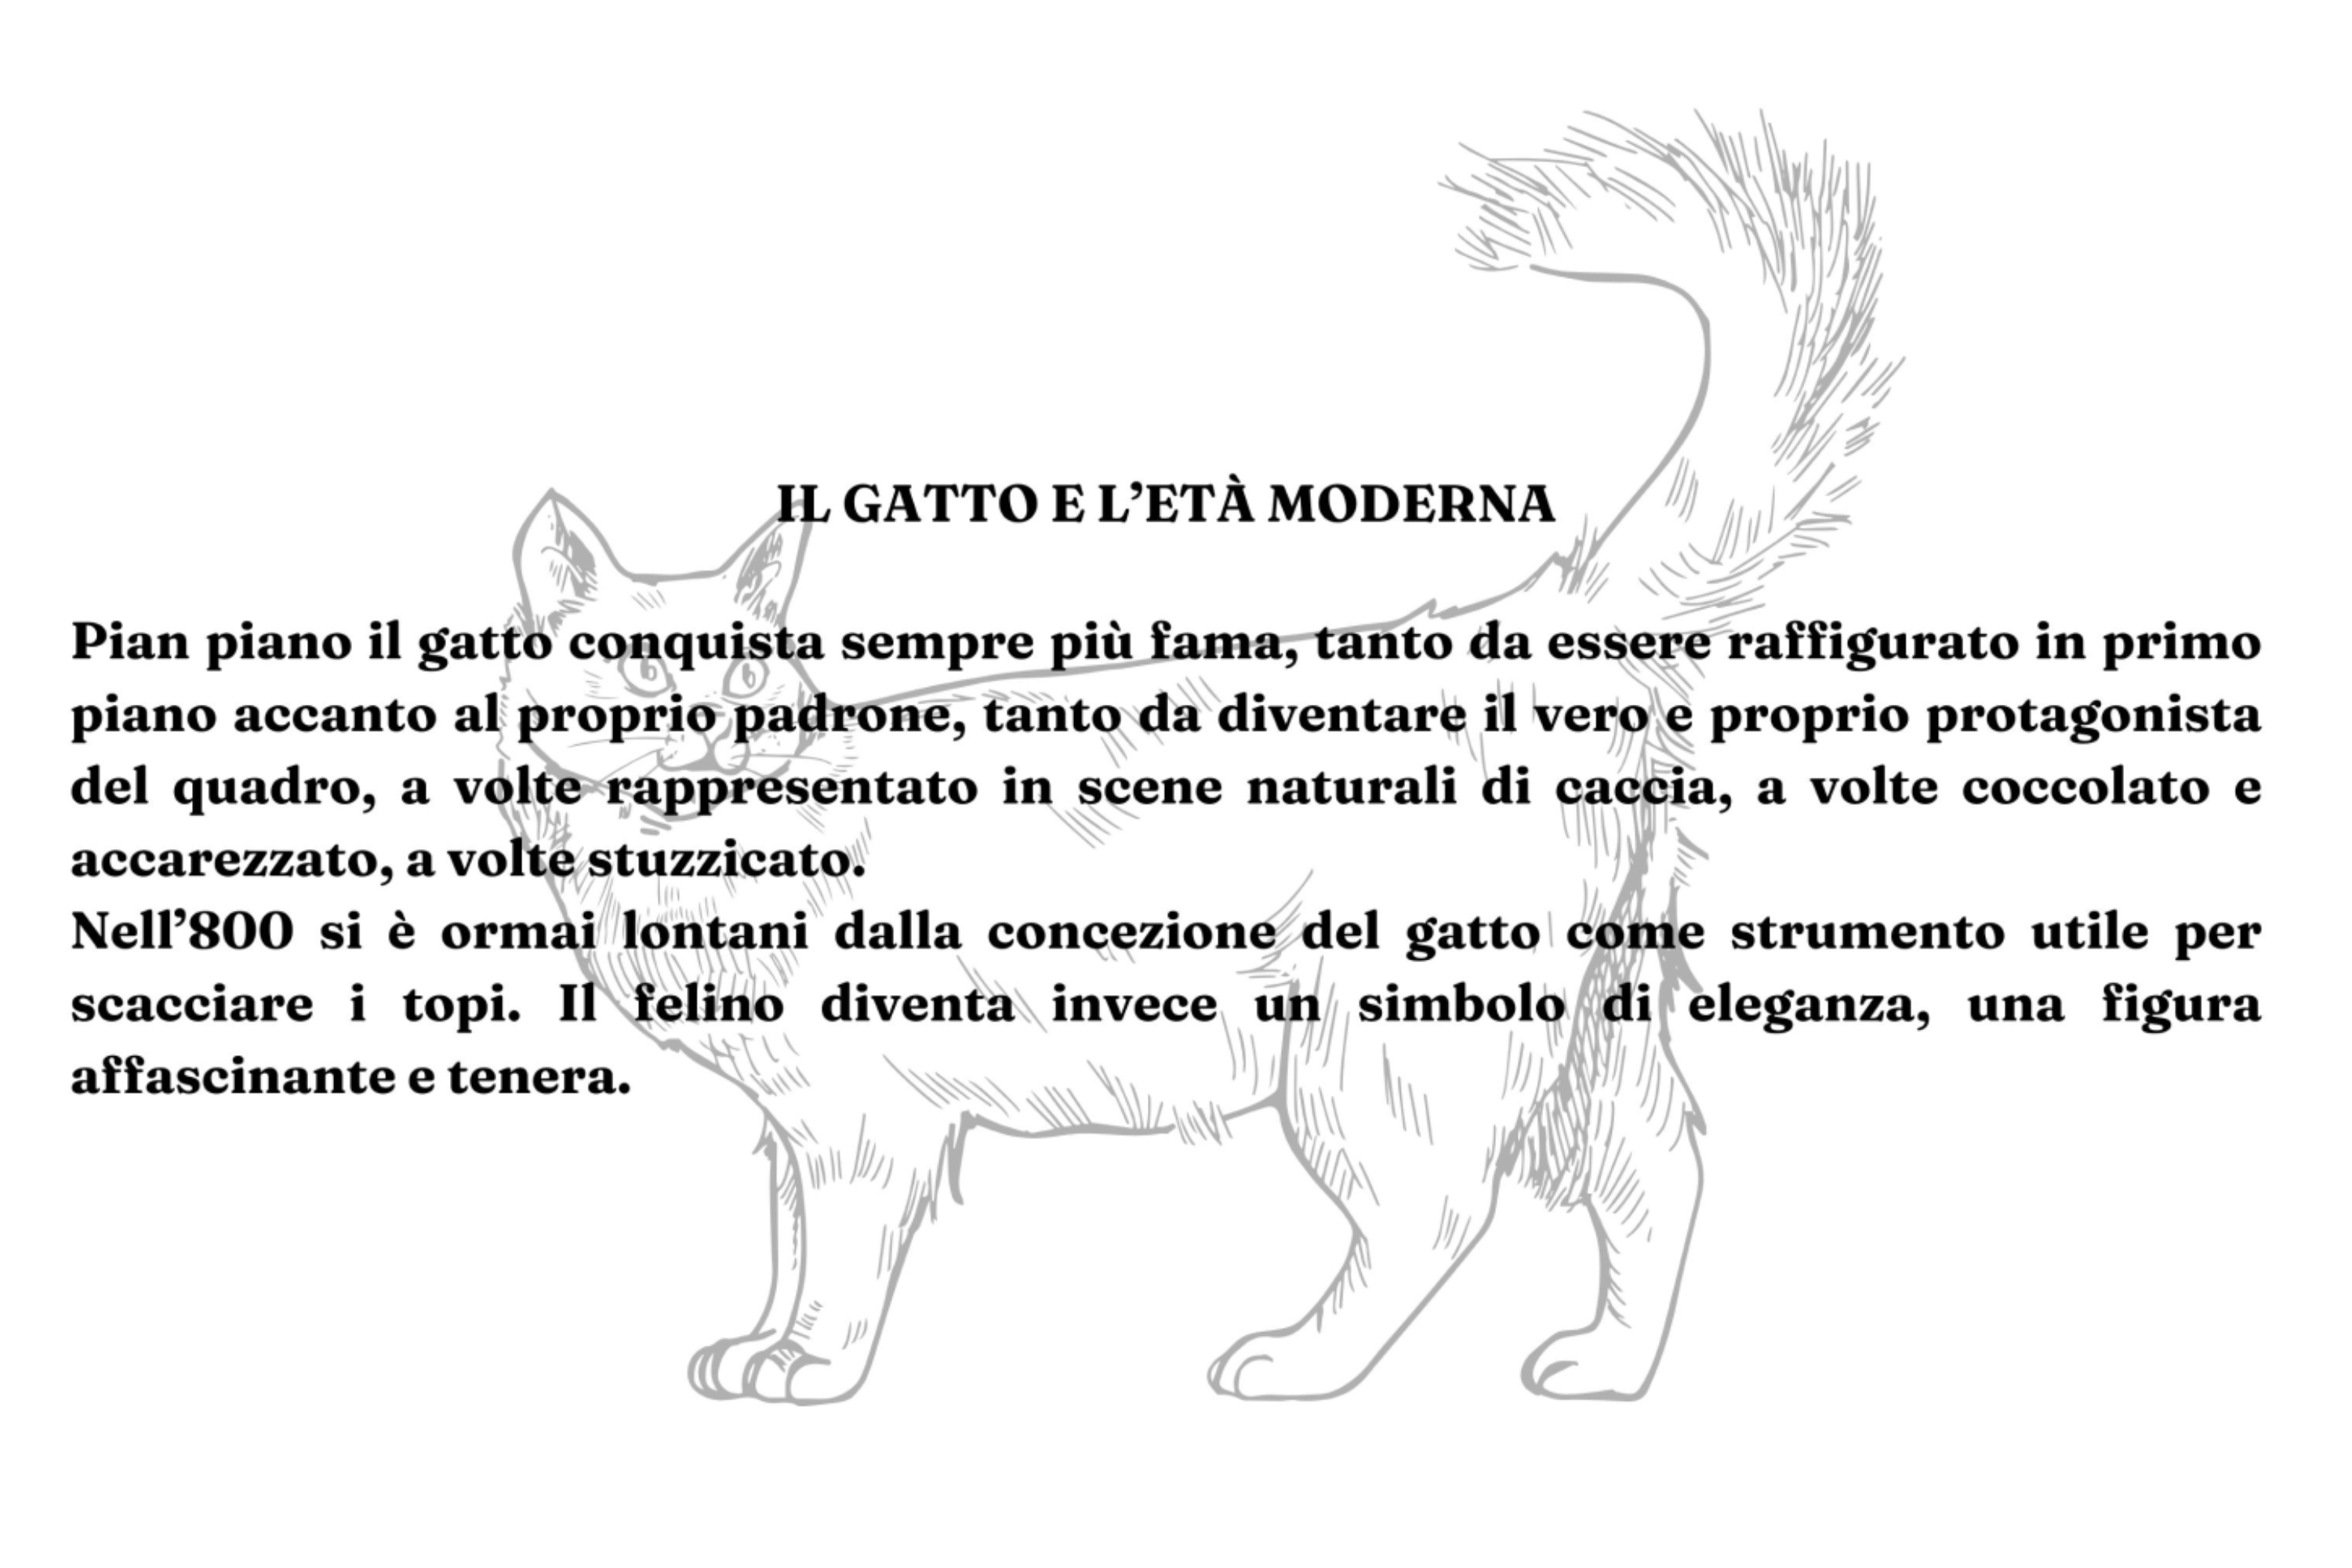 IL GATTO E L’ETÀ MODERNA
Pian piano il gatto conquista sempre più fama, tanto da essere raffigurato in primo
piano accanto al proprio padrone, tanto da diventare il vero e proprio protagonista
del quadro, a volte rappresentato in scene naturali di caccia, a volte coccolato e
accarezzato, a volte stuzzicato.
Nell’800 si è ormai lontani dalla concezione del gatto come strumento utile per
scacciare i topi. Il felino diventa invece un simbolo di eleganza, una figura
affascinante e tenera.